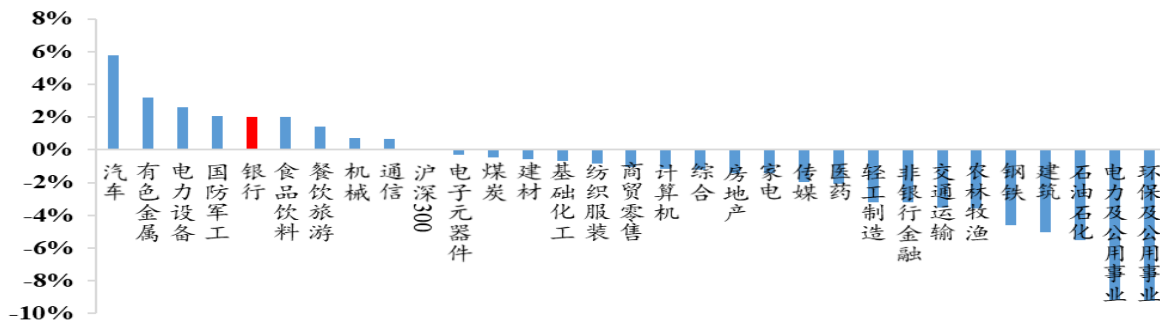 8%
6%
4%
2%
0%
-2%
-4%
-6%
-8%
-10%
汽车
有色金属
电力设备
国防军工
银行
食品饮料
餐饮旅游
机械
通信
沪深300
电子元器件
煤炭
建材
基础化工
纺织服装
商贸零售
计算机
综合
房地产
家电
传媒
医药
轻工制造
非银行金融
交通运输
农林牧渔
钢铁
建筑
石油石化
电力及公用事业
环保及公用事业